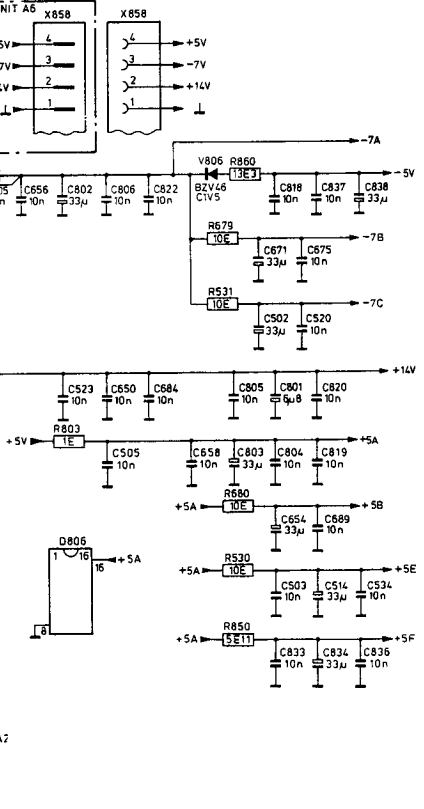 NIT A6
X858 X858
5V 4 4 +5V
7V 3 3 -7V
4V 2 2 +14V
1 1
-7A
V806 R860
13E3 -5V
BZV46
C1V5
05 C656 C802 C806 C822 C818 C837 C838
n 10n 33µ 10n 10n 10n 10n 33µ
R679
10E -7B
C671 C675
33µ 10n
R531
10E -7C
C502 C520
33µ 10n
+14V
C523 C650 C684 C805 C801 C820
10n 10n 10n 10n 6µ8 10n
R803
+5V 1E +5A
C505 C658 C803 C804 C819
10n 10n 33µ 10n 10n
R680
+5A 10E +5B
C654 C689
33µ 10n
D806
1 16 +5A
16
8
R530
+5A 10E +5E
C503 C514 C534
10n 33µ 10n
R850
+5A 5E11 +5F
C833 C834 C836
10n 33µ 10n
A2